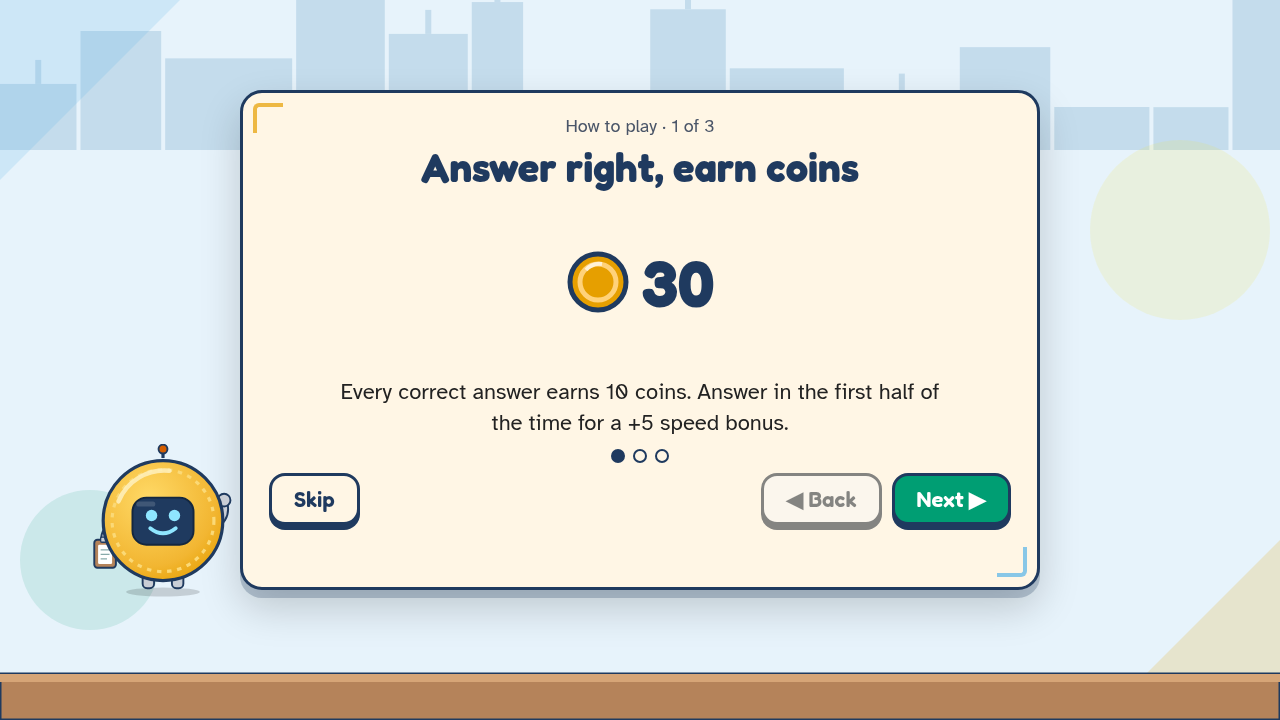 How to play · 1 of 3
Answer right, earn coins
30
Every correct answer earns 10 coins. Answer in the first half of
the time for a +5 speed bonus.
Skip
◀ Back
Next ▶